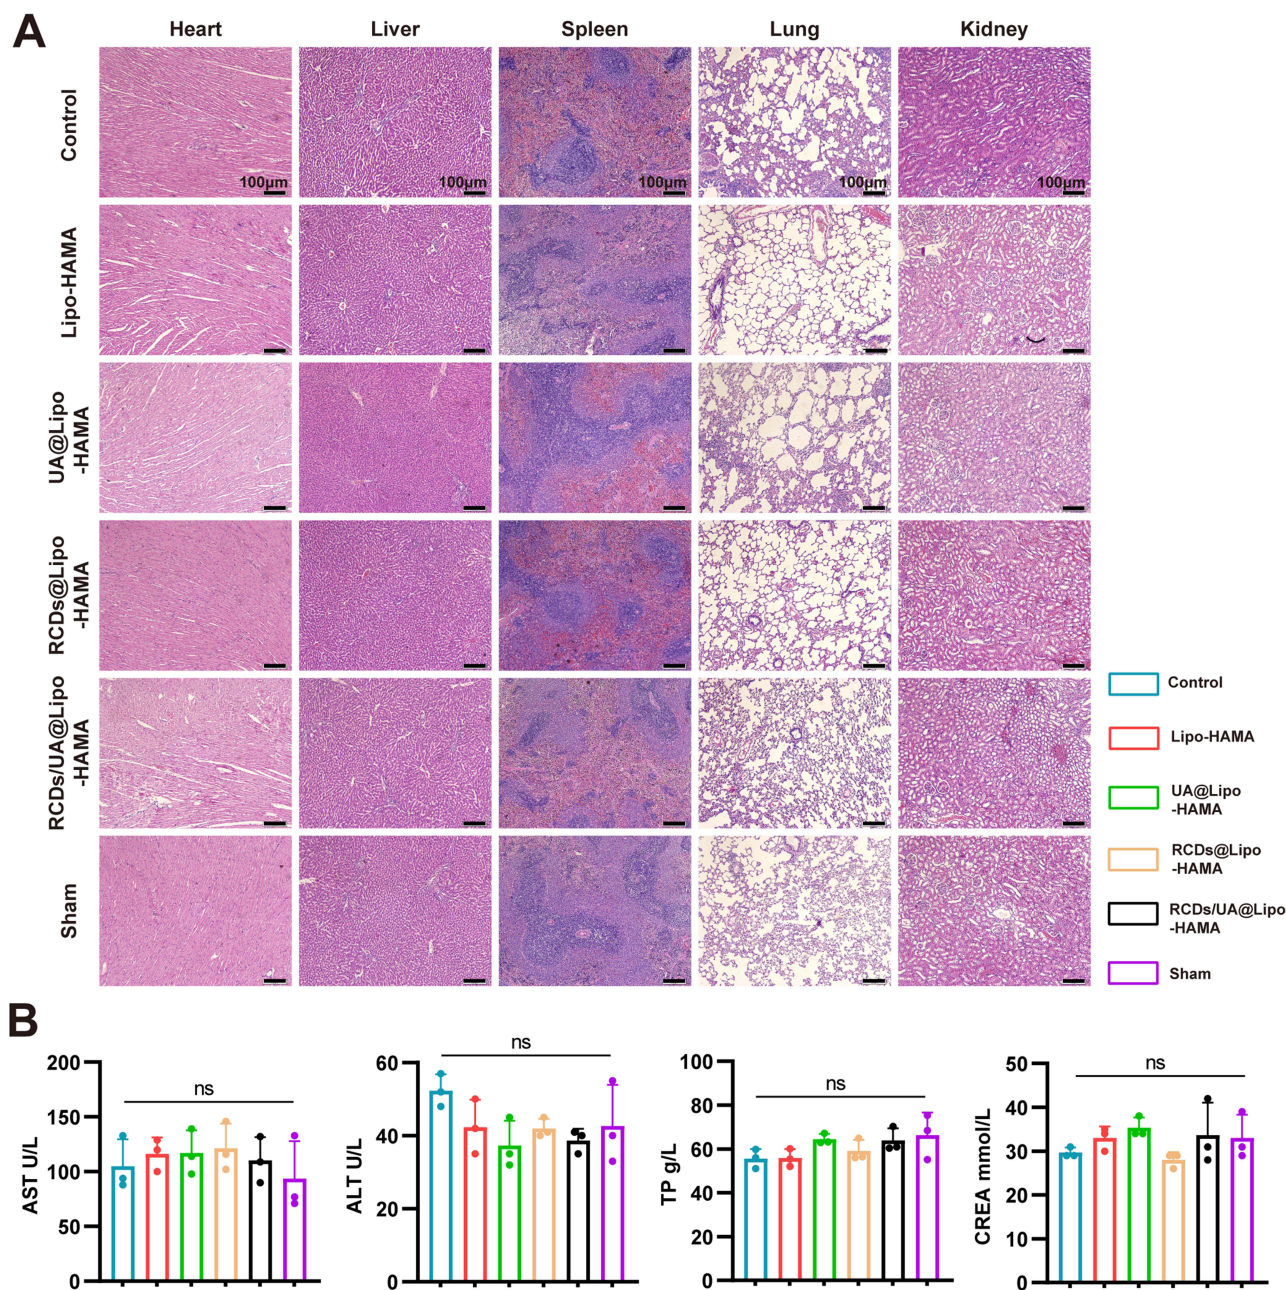 A
Heart Liver Spleen Lung Kidney
Control
100μm 100μm 100μm 100μm 100μm
Lipo-HAMA
UA@Lipo
-HAMA
RCDs@Lipo
-HAMA
RCDs/UA@Lipo
-HAMA
Sham
Control
Lipo-HAMA
UA@Lipo
-HAMA
RCDs@Lipo
-HAMA
RCDs/UA@Lipo
-HAMA
Sham
B
AST U/L
200
150
100
50
0
ns
ALT U/L
60
40
20
0
ns
TP g/L
100
80
60
40
20
0
ns
CREA mmol/L
50
40
30
20
10
0
ns